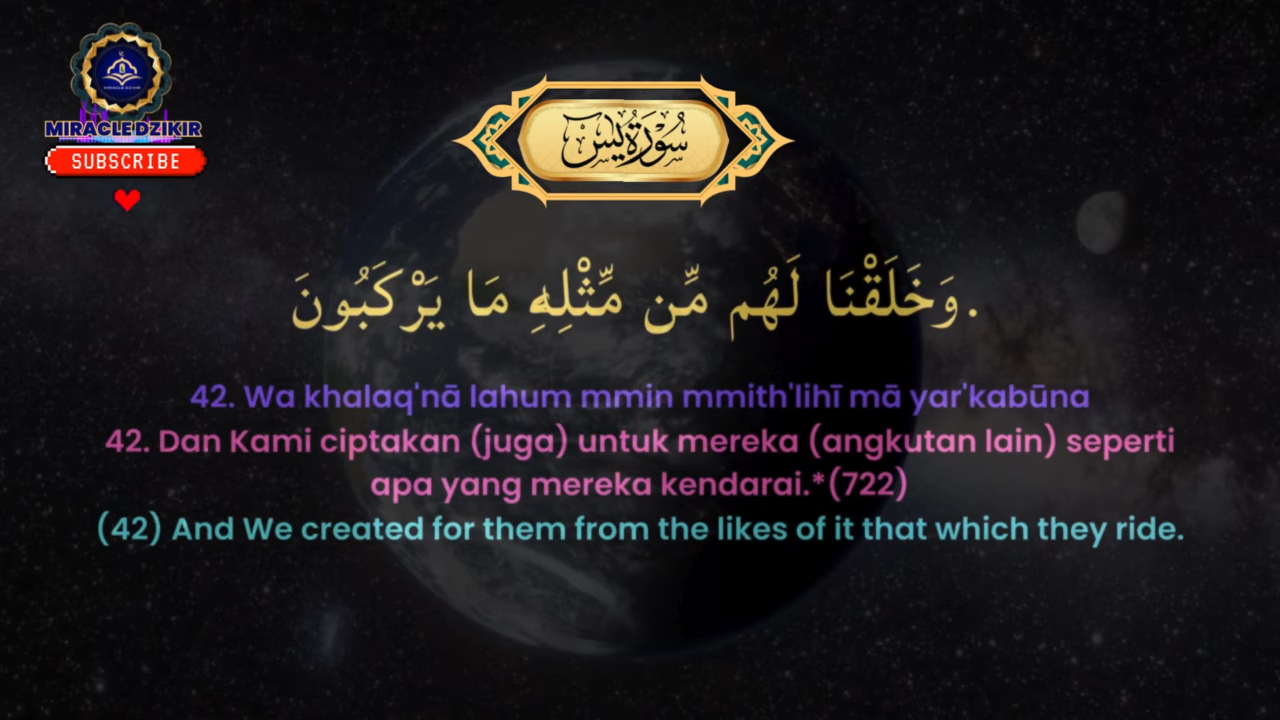 MIRACLE DZIKIR
MIRACLEDZIKIR
SUBSCRIBE
سُورَةُ يسٓ
وَخَلَقْنَا لَهُم مِّن مِّثْلِهِ مَا يَرْكَبُونَ.
42. Wa khalaq'nā lahum mmin mmith'lihī mā yar'kabūna
42. Dan Kami ciptakan (juga) untuk mereka (angkutan lain) seperti
apa yang mereka kendarai.*(722)
(42) And We created for them from the likes of it that which they ride.